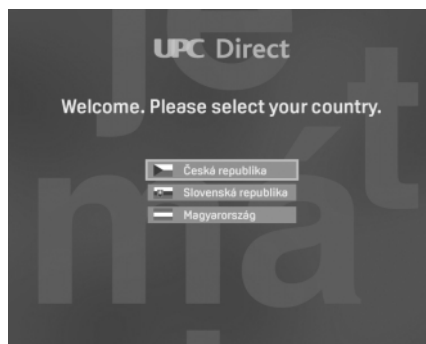 UPC Direct
Welcome. Please select your country.
Česká republika
Slovenská republika
Magyarország